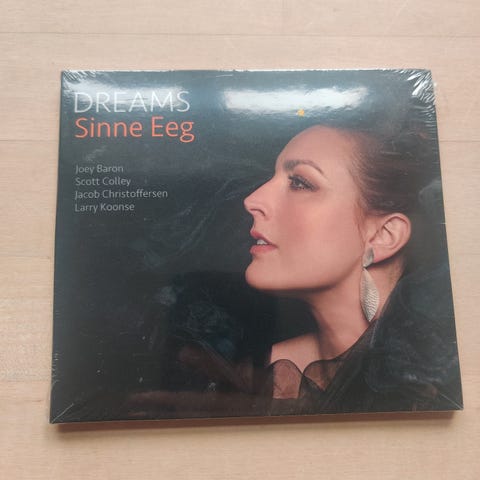 DREAMS
Sinne Eeg
Joey Baron
Scott Colley
Jacob Christoffersen
Larry Koonse